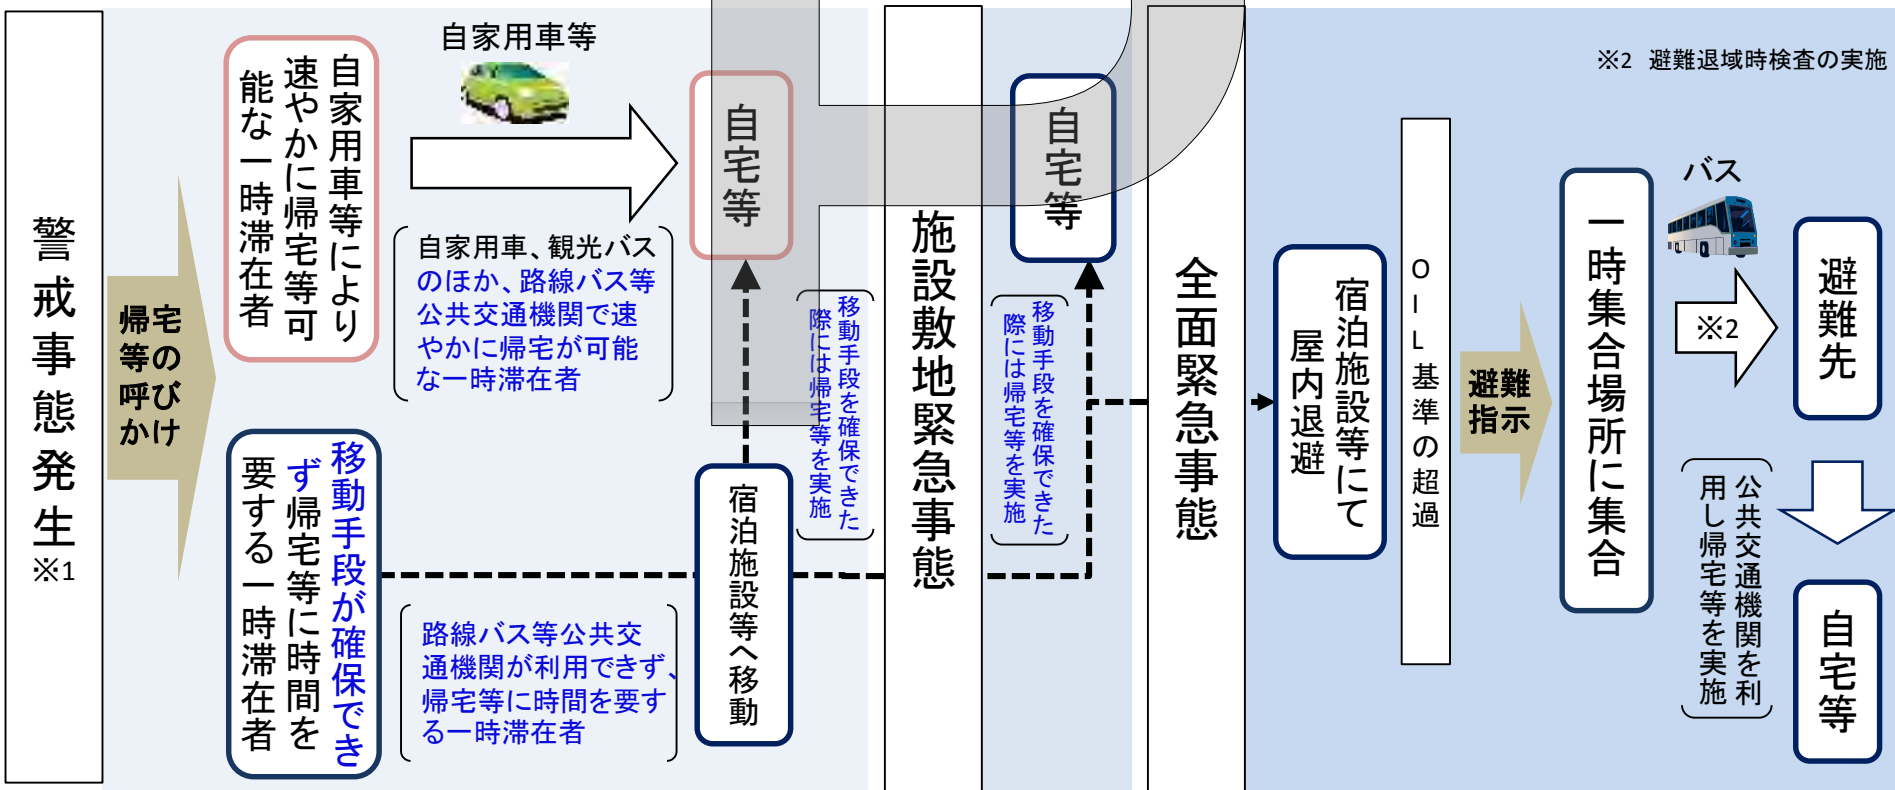 警戒事態発生
※1
帰宅
等の
呼び
かけ
自家用車等により
速やかに帰宅等可
能な一時滞在者
移動手段が確保でき
ず帰宅等に時間を
要する一時滞在者
自家用車等
自家用車、観光バス
のほか、路線バス等
公共交通機関で速
やかに帰宅が可能
な一時滞在者
路線バス等公共交
通機関が利用できず、
帰宅等に時間を要す
る一時滞在者
自宅等
宿泊施設等へ移動
移動手段を確保できた
際には帰宅等を実施
施設敷地緊急事態
自宅等
移動手段を確保できた
際には帰宅等を実施
全面緊急事態
宿泊施設等にて
屋内退避
OIL基準の超過
避難
指示
一時集合場所に集合
※2 避難退域時検査の実施
バス
※2
避難先
公共交通機関を利
用し帰宅等を実施
自宅等